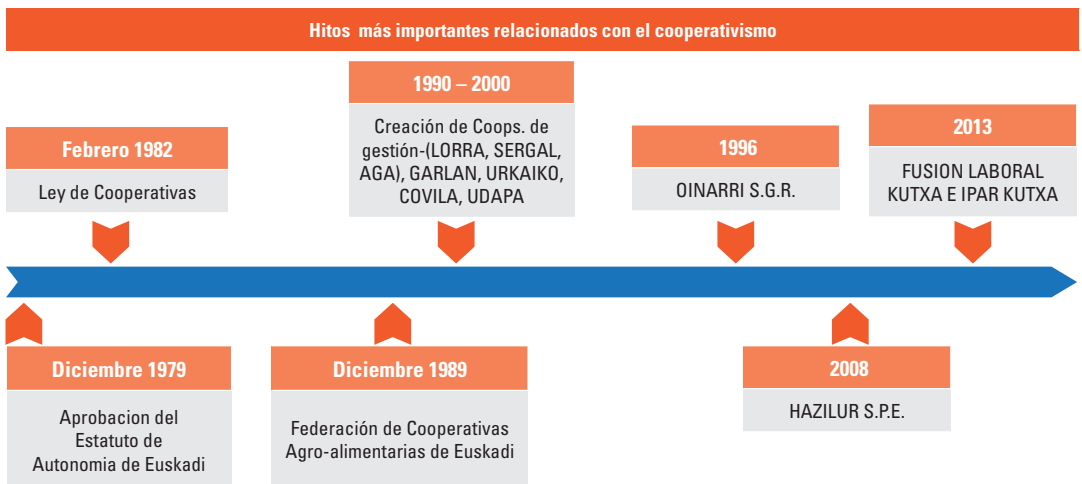 Hitos más importantes relacionados con el cooperativismo
1990 – 2000
Creación de Coops. de
gestión-(LORRA, SERGAL,
AGA), GARLAN, URKAIKO,
COVILA, UDAPA
2013
FUSION LABORAL
KUTXA E IPAR KUTXA
Febrero 1982
Ley de Cooperativas
1996
OINARRI S.G.R.
Diciembre 1979
Aprobacion del
Estatuto de
Autonomia de Euskadi
Diciembre 1989
Federación de Cooperativas
Agro-alimentarias de Euskadi
2008
HAZILUR S.P.E.